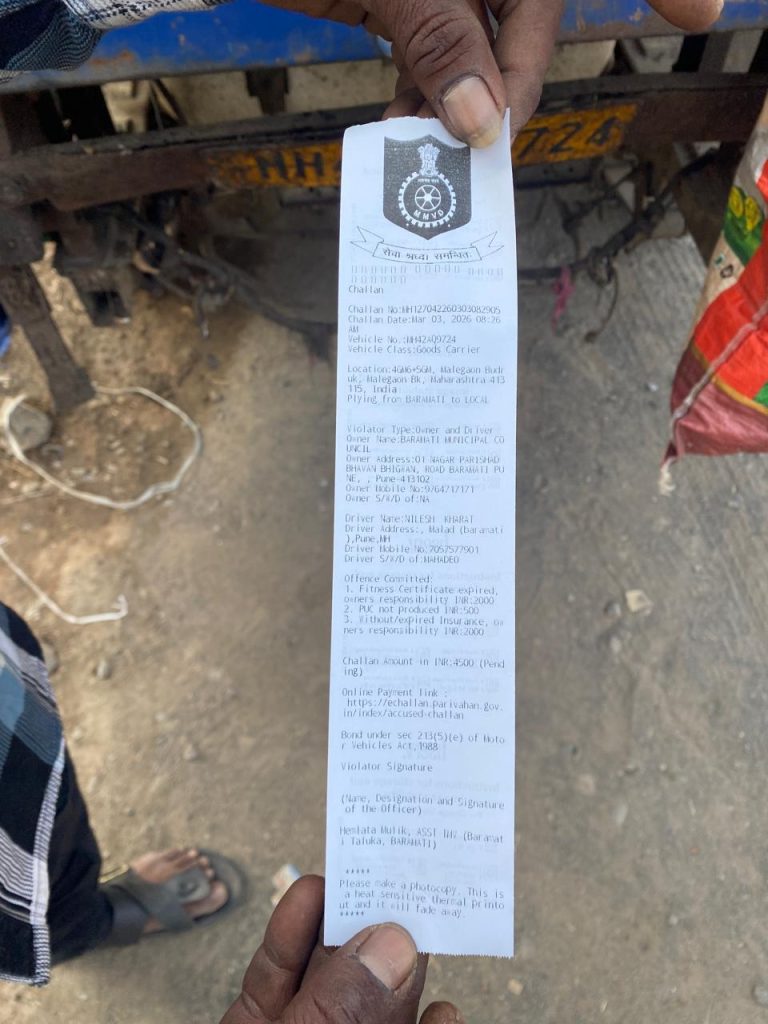 MMVD
सेवा श्रध्दा समन्वित
Challan
Challan No:MH12704226030308290​5
Challan Date:Mar 03, 2026 08:26
AM
Vehicle No.:MH42AQ9724
Vehicle Class:Goods Carrier
Location:4GM6+5GM, Malegaon Budr
uk, Malegaon Bk, Maharashtra 413
115, India
Plying from BARAMATI to LOCAL
Violator Type:Owner and Driver
Owner Name:BARAMATI MUNICIPAL CO
UNCIL
Owner Address:01 NAGAR PARISHAD
BHAVAN BHIGWAN, ROAD BARAMATI PU
NE, , Pune-413102
Owner Mobile No:9764717171
Owner S/W/D of:NA
Driver Name:NILESH KHARAT
Driver Address:, Malad (baramati
),Pune,MH
Driver Mobile No:7057577901
Driver S/W/D of:MAHADEO
Offence Committed:
1. Fitness Certificate expired,
owners responsibility INR:2000
2. PUC not produced INR:500
3. Without/expired Insurance, ow
ners responsibility INR:2000
Challan Amount in INR:4500 (Pend
ing)
Online Payment link :
https://echallan.parivahan.gov.
in/index/accused-challan
Bond under sec 213(5)(e) of Moto
r Vehicles Act,1988
Violator Signature
(Name, Designation and Signature
of the Officer)
Hemlata Mulik, ASST IMV (Baramat
i Taluka, BARAMATI)
*****
Please make a photocopy. This is
a heat sensitive thermal printo
ut and it will fade away.
*****
MH 724